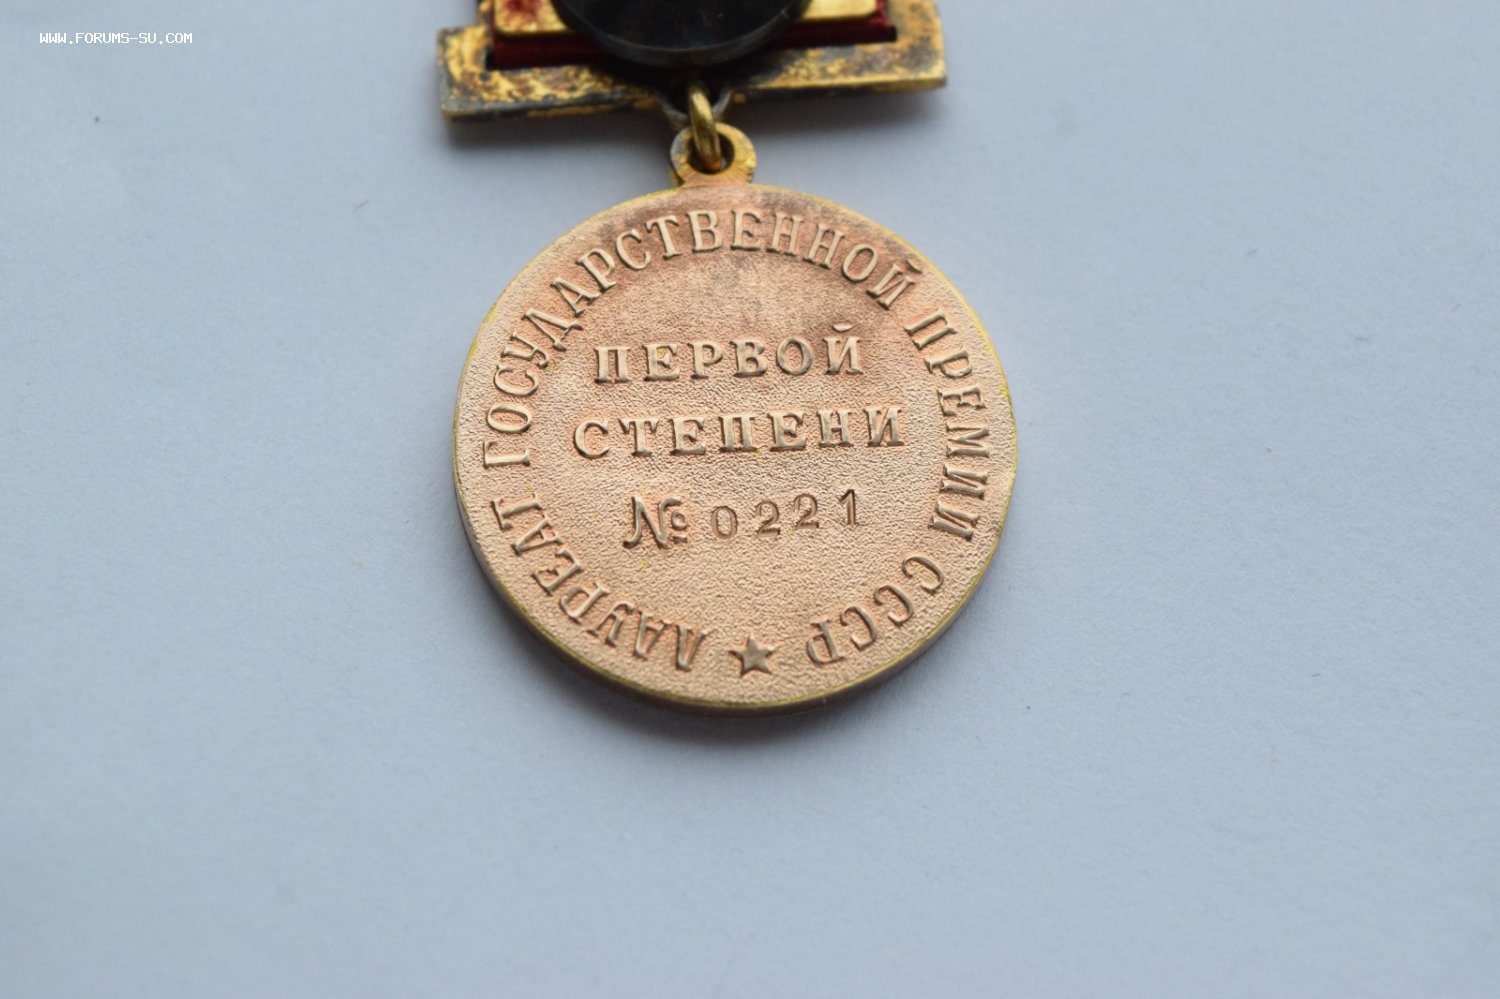 WWW.FORUMS-SU.COM
ЛАУРЕАТ ГОСУДАРСТВЕННОЙ ПРЕМИИ СССР
ПЕРВОЙ
СТЕПЕНИ
№ 0221